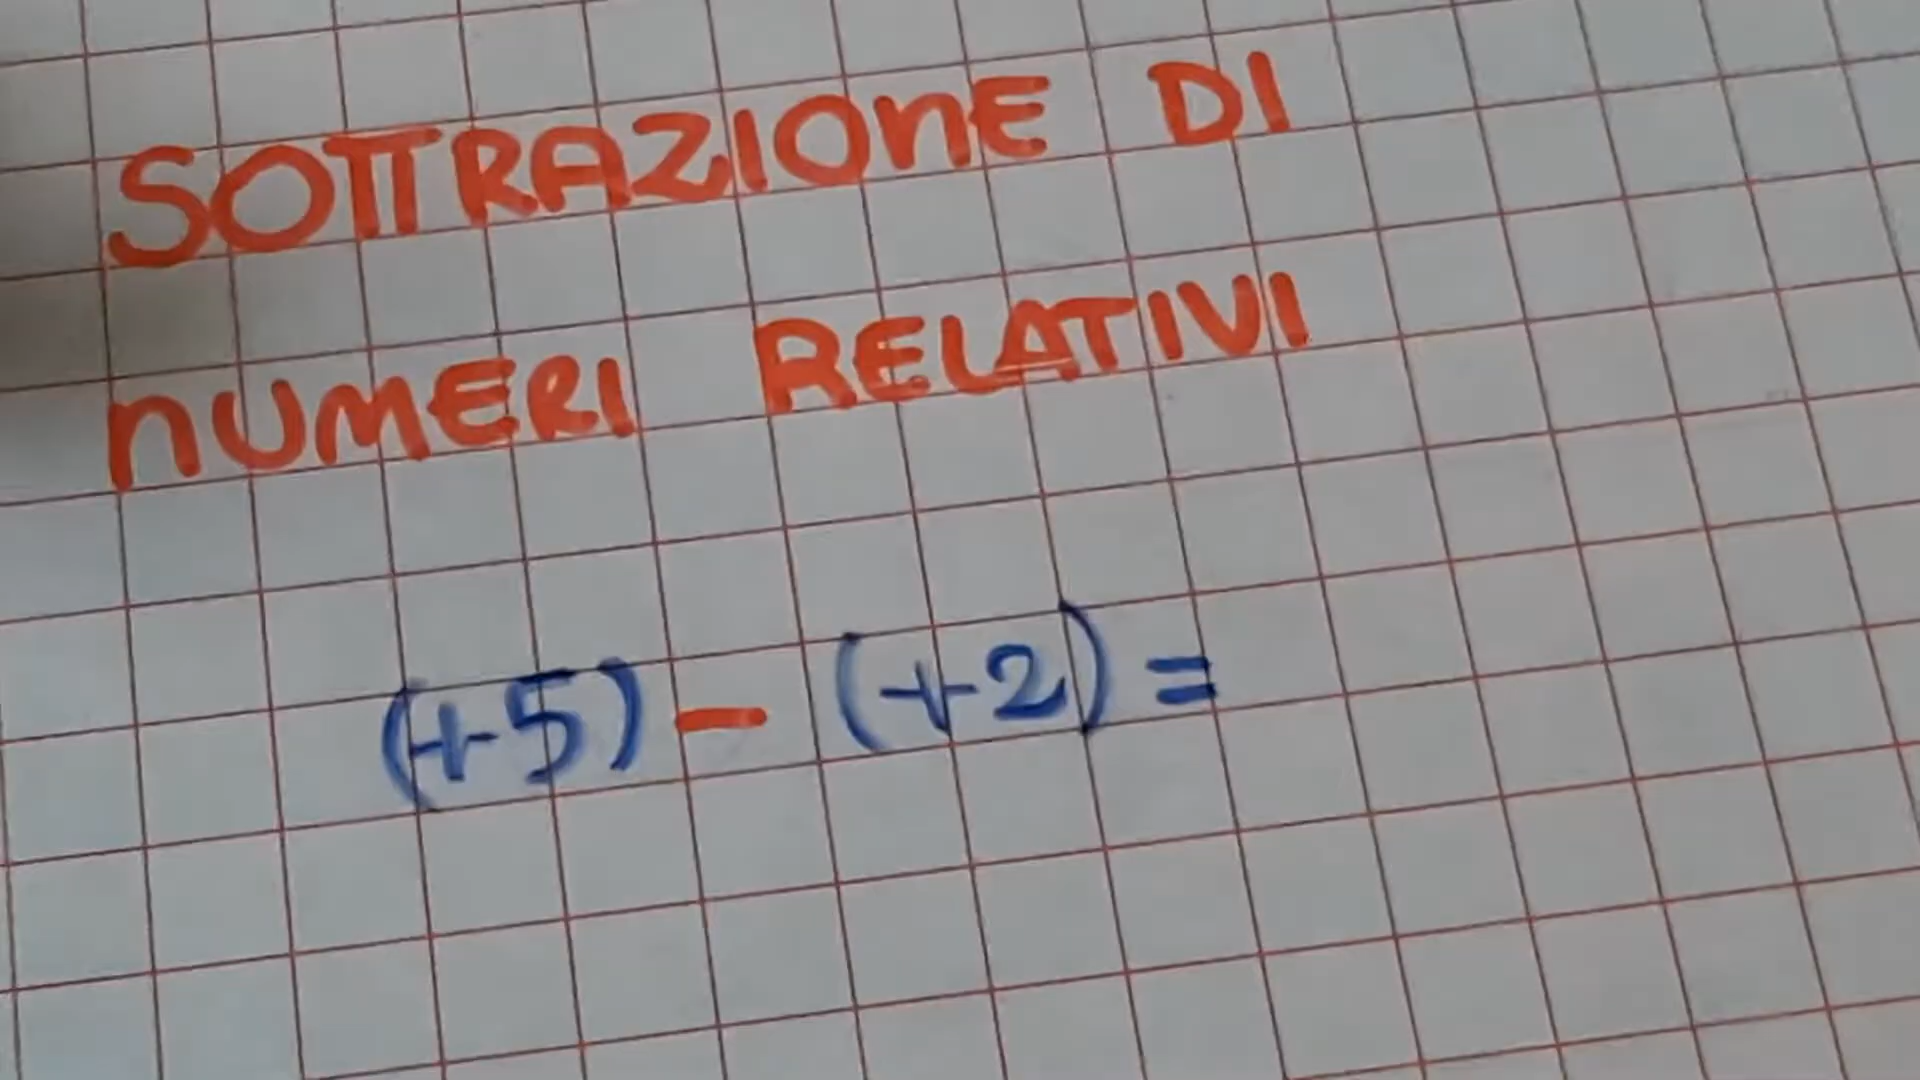 SOTTRAZIONE DI
NUMERI RELATIVI
(+5) - (+2) =